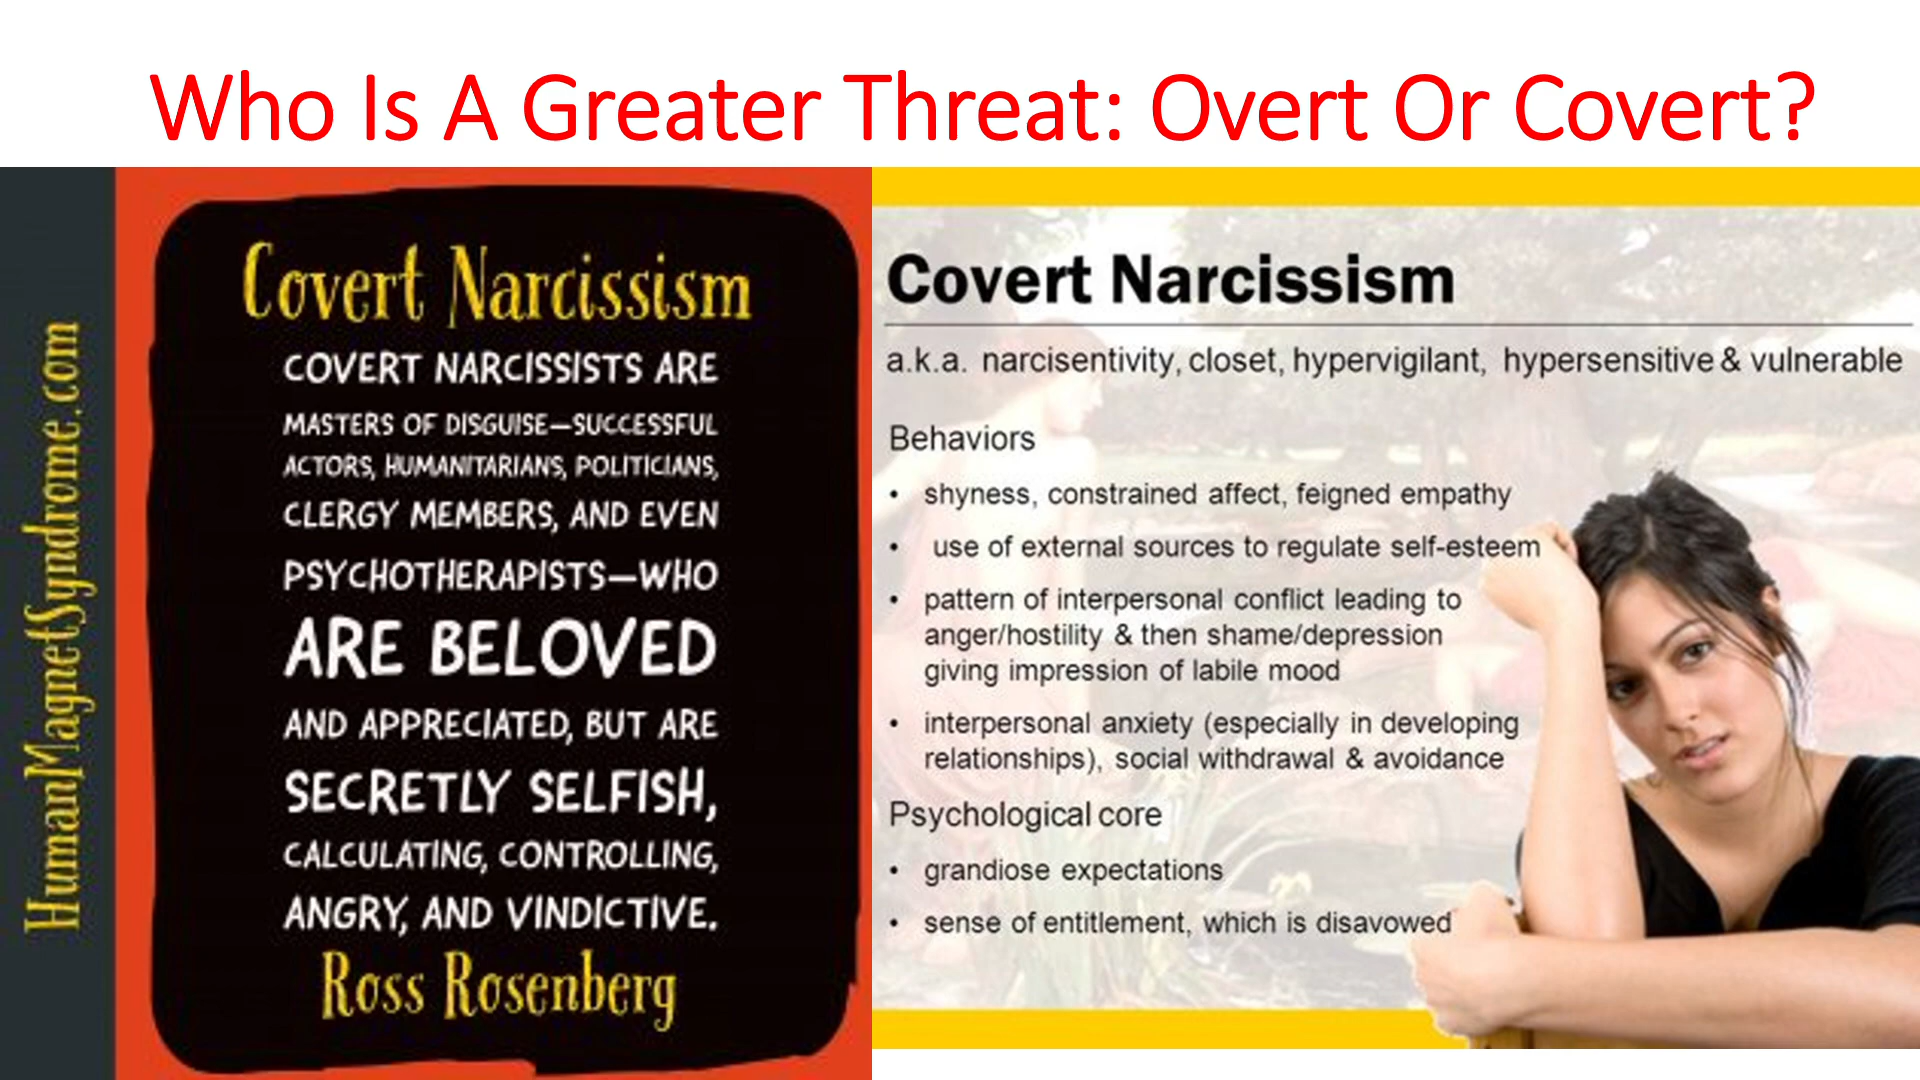 Who Is A Greater Threat: Overt Or Covert?
HumanMagnetSyndrome.com
Covert Narcissism
COVERT NARCISSISTS ARE
MASTERS OF DISGUISE—SUCCESSFUL
ACTORS, HUMANITARIANS, POLITICIANS,
CLERGY MEMBERS, AND EVEN
PSYCHOTHERAPISTS—WHO
ARE BELOVED
AND APPRECIATED, BUT ARE
SECRETLY SELFISH,
CALCULATING, CONTROLLING,
ANGRY, AND VINDICTIVE.
Ross Rosenberg
Covert Narcissism
a.k.a. narcisentivity, closet, hypervigilant, hypersensitive & vulnerable
Behaviors
• shyness, constrained affect, feigned empathy
• use of external sources to regulate self-esteem
• pattern of interpersonal conflict leading to
anger/hostility & then shame/depression
giving impression of labile mood
• interpersonal anxiety (especially in developing
relationships), social withdrawal & avoidance
Psychological core
• grandiose expectations
• sense of entitlement, which is disavowed